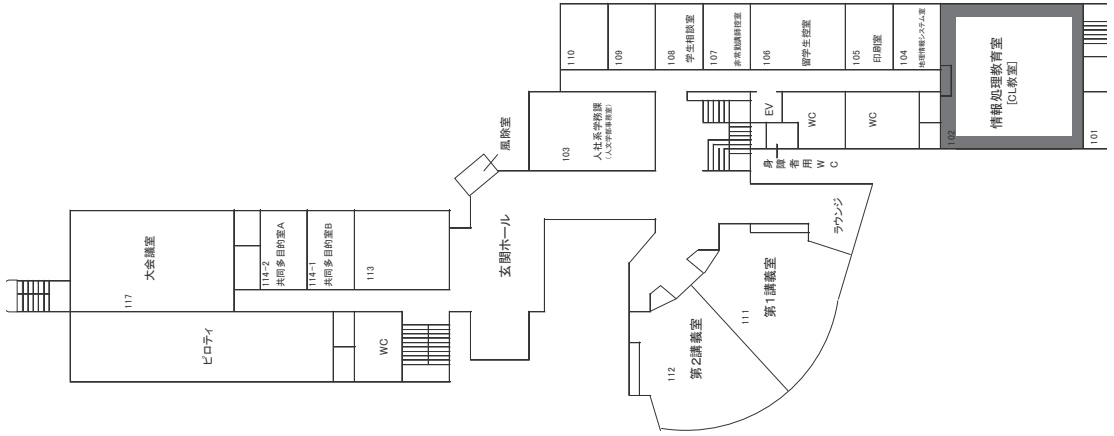 110
109
108
学生相談室
107
非常勤講師控室
106
留学生控室
105
印刷室
104
地理情報システム室
102
情報処理教育室
[CL教室]
101
103
人社系学務課
(人文学部事務室)
風除室
EV
WC
WC
身障者用WC
ラウンジ
玄関ホール
117
大会議室
114-2
共同多目的室A
114-1
共同多目的室B
113
ピロティ
WC
111
第1講義室
112
第2講義室